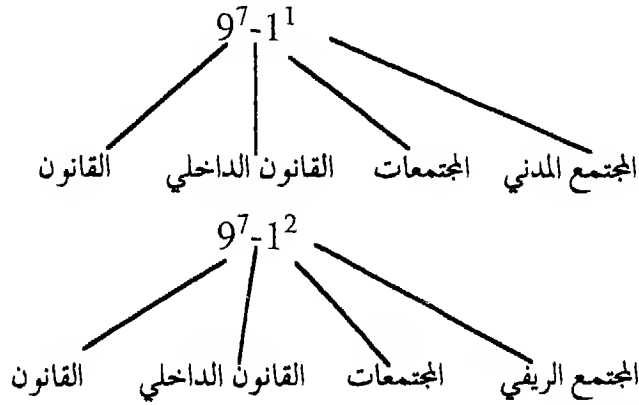 9⁷-1¹
القانون القانون الداخلي المجتمعات المجتمع المدني
9⁷-1²
القانون القانون الداخلي المجتمعات المجتمع الريفي